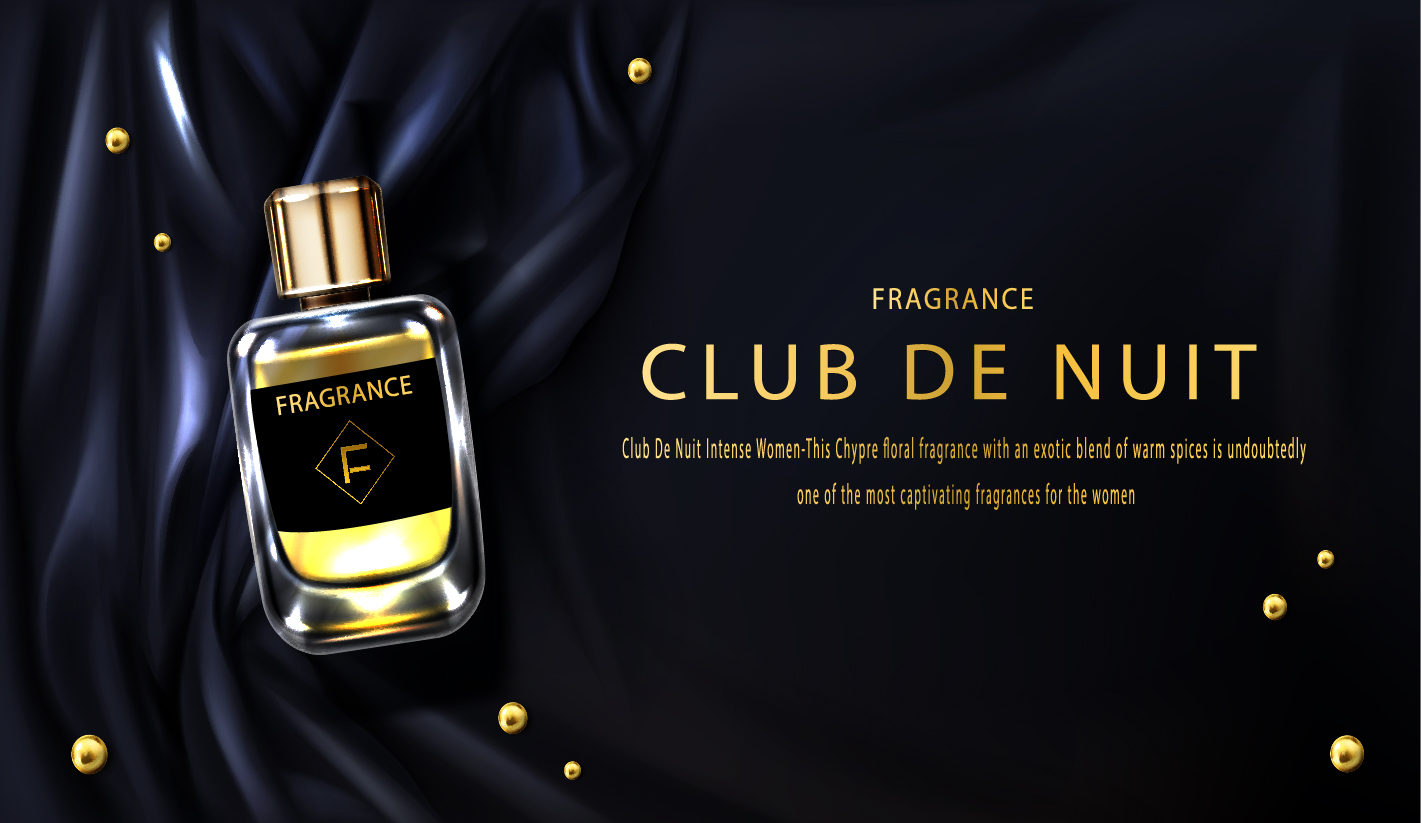 FRAGRANCE
F
FRAGRANCE
CLUB DE NUIT
Club De Nuit Intense Women-This Chypre floral fragrance with an exotic blend of warm spices is undoubtedly
one of the most captivating fragrances for the women